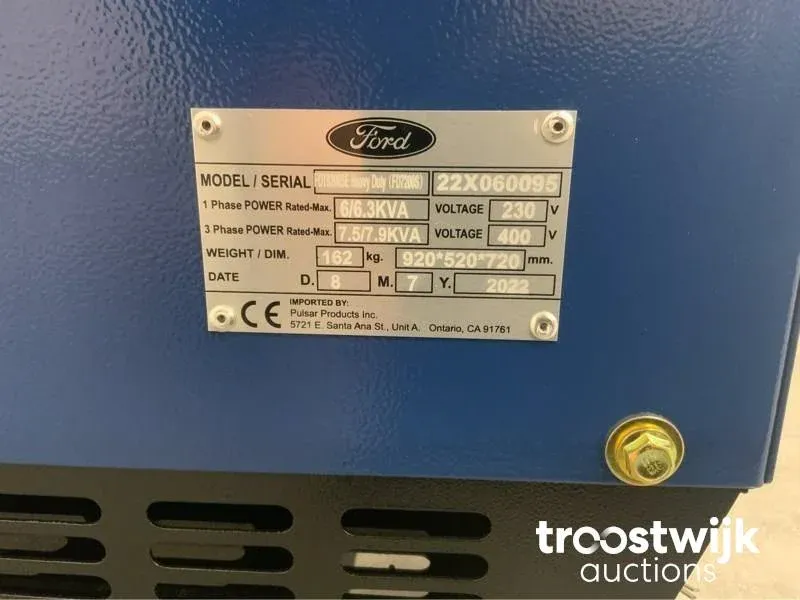 Ford
MODEL / SERIAL Heavy Duty 22X060095
1 Phase POWER Rated-Max. 6/6.3KVA VOLTAGE 230 V
3 Phase POWER Rated-Max. 7.5/7.9KVA VOLTAGE 400 V
WEIGHT / DIM. 162 kg. 920*520*720 mm.
DATE D. 8 M. 7 Y. 2022
CE IMPORTED BY:
Pulsar Products Inc.
5721 E. Santa Ana St., Unit A. Ontario, CA 91761
troostwijk
auctions